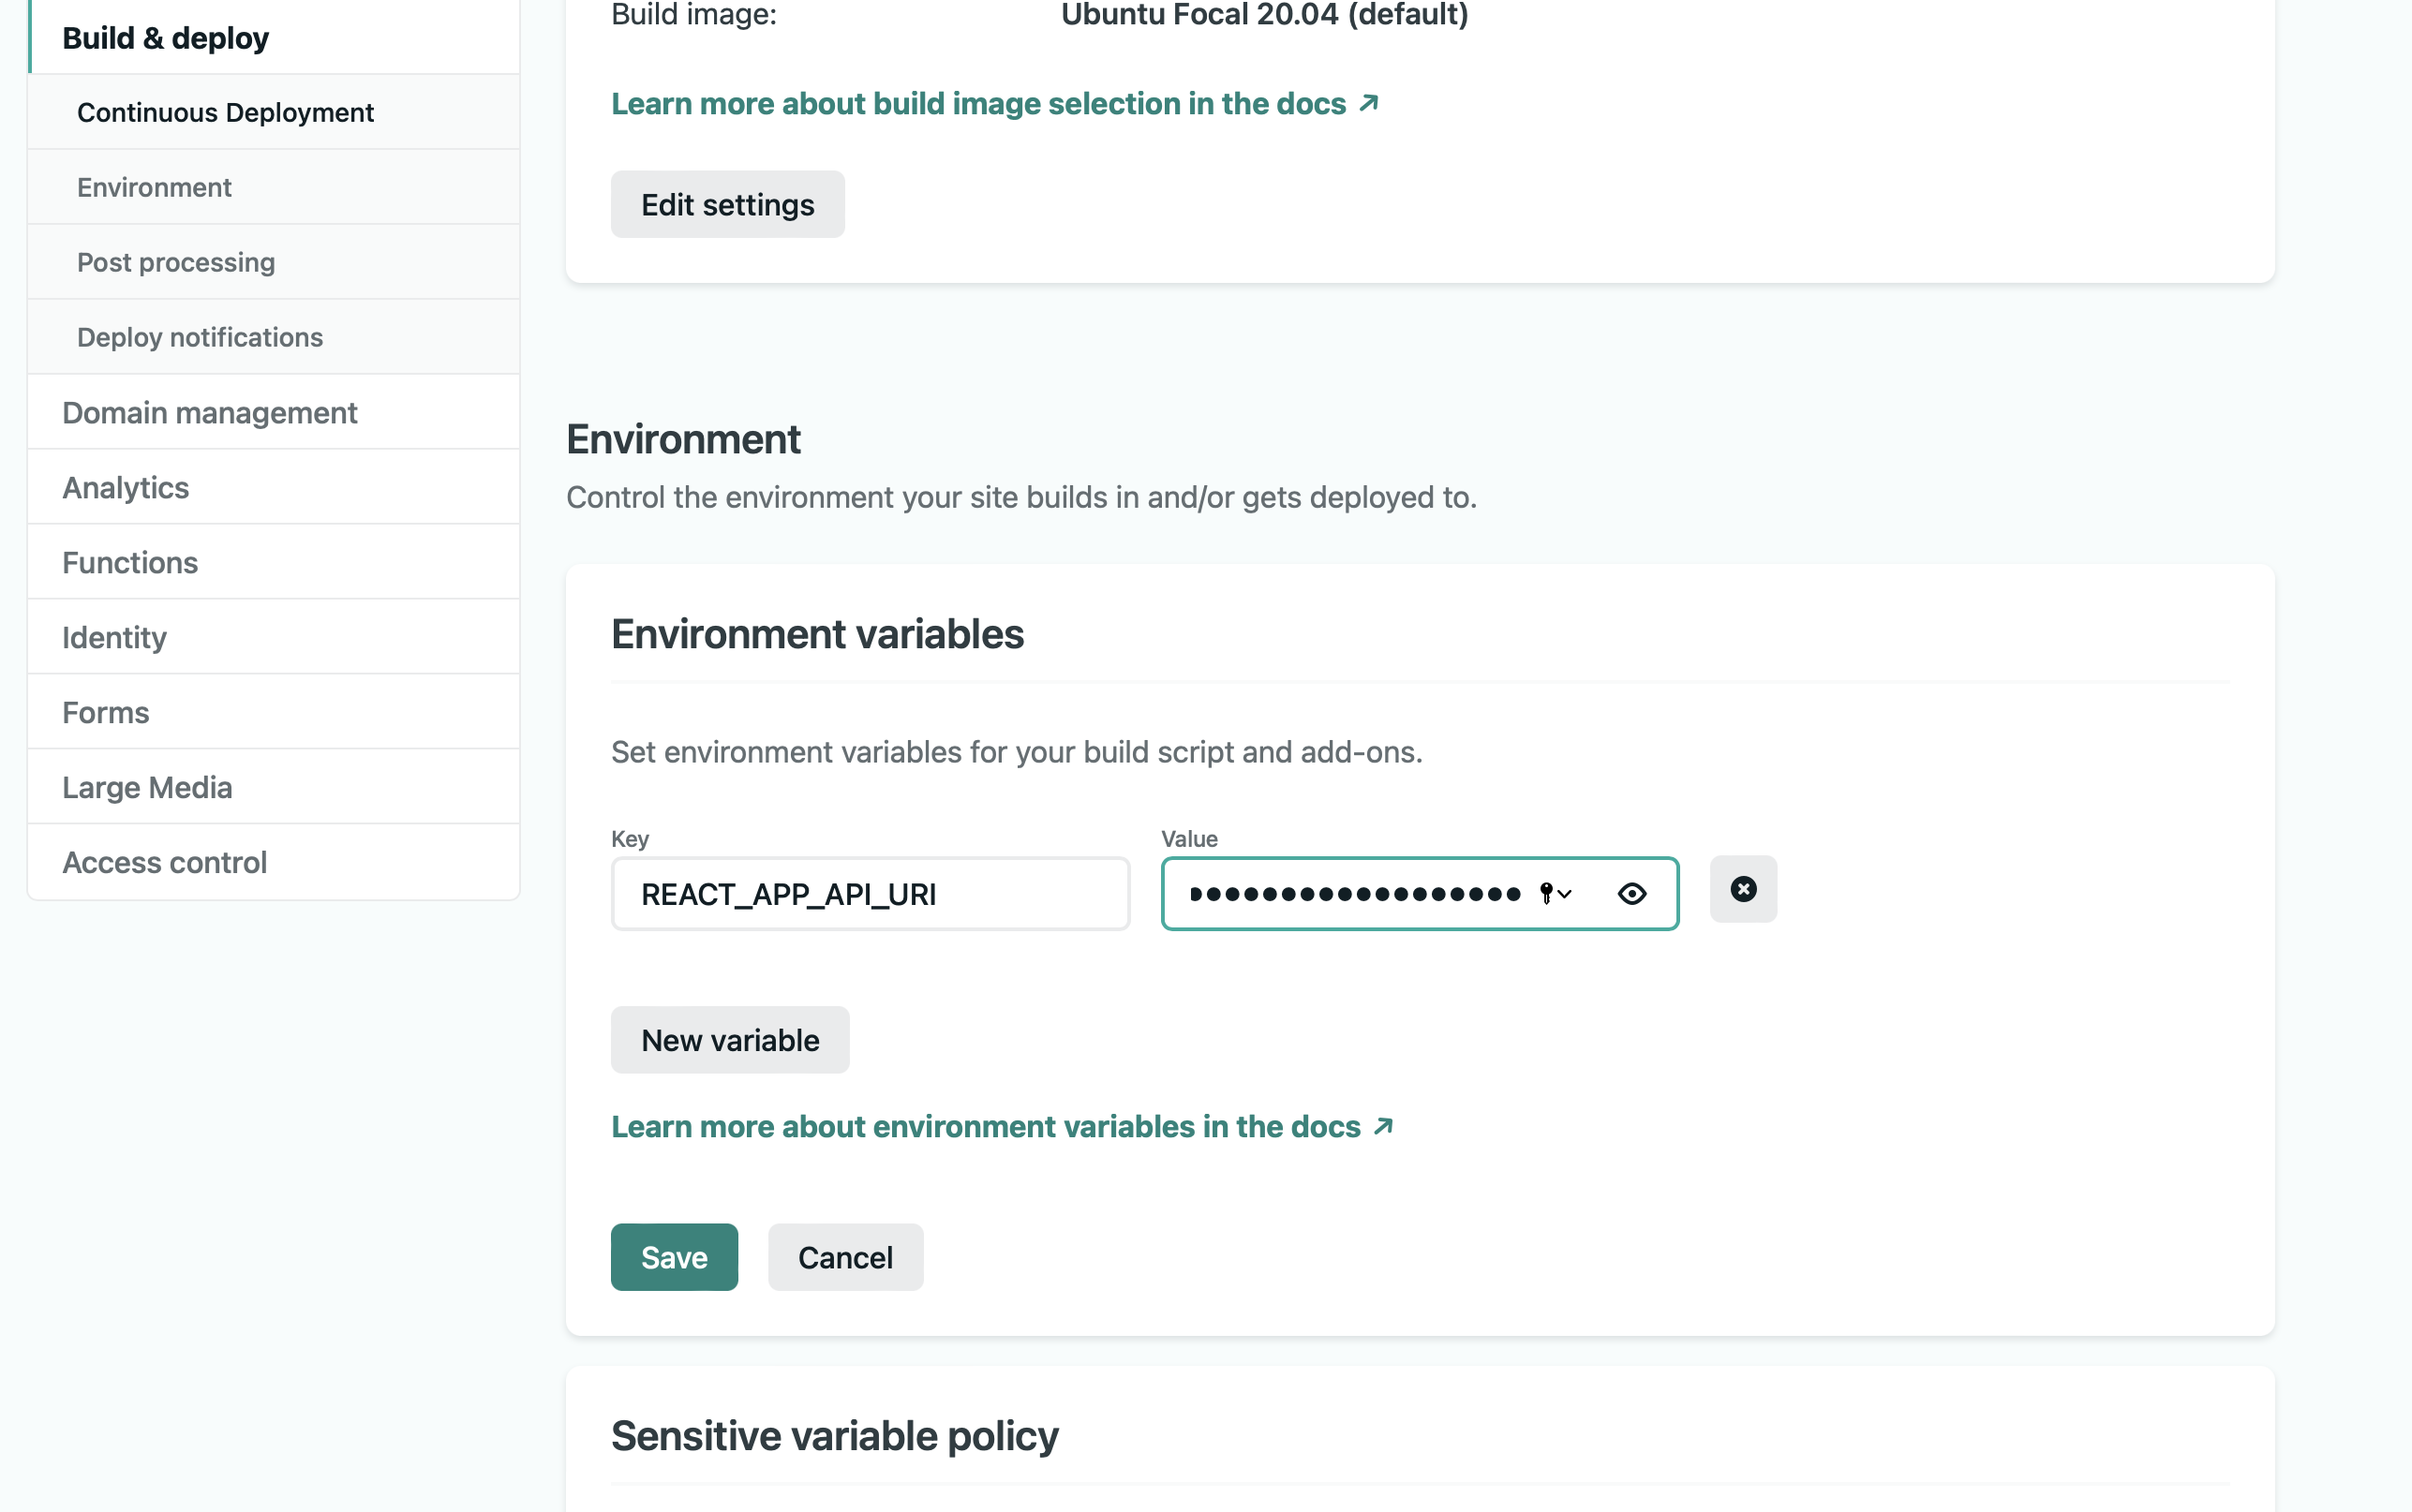 Build & deploy
Continuous Deployment
Environment
Post processing
Deploy notifications
Domain management
Analytics
Functions
Identity
Forms
Large Media
Access control
Build image: Ubuntu Focal 20.04 (default)
Learn more about build image selection in the docs ↗
Edit settings
Environment
Control the environment your site builds in and/or gets deployed to.
Environment variables
Set environment variables for your build script and add-ons.
Key Value
REACT_APP_API_URI ••••••••••••••••••
New variable
Learn more about environment variables in the docs ↗
Save Cancel
Sensitive variable policy